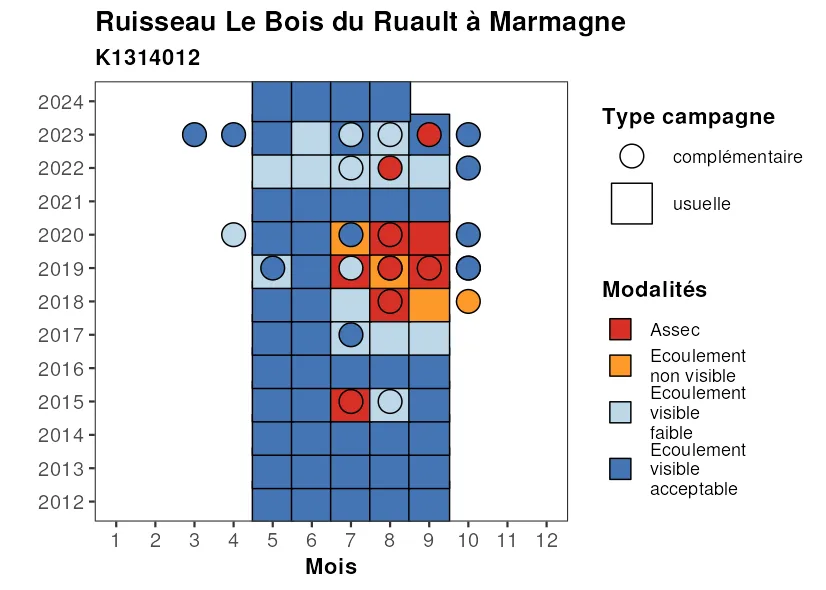 Ruisseau Le Bois du Ruault à Marmagne
K1314012
2024
2023
2022
2021
2020
2019
2018
2017
2016
2015
2014
2013
2012
1 2 3 4 5 6 7 8 9 10 11 12
Mois
Type campagne
complémentaire
usuelle
Modalités
Assec
Ecoulement
non visible
Ecoulement
visible
faible
Ecoulement
visible
acceptable